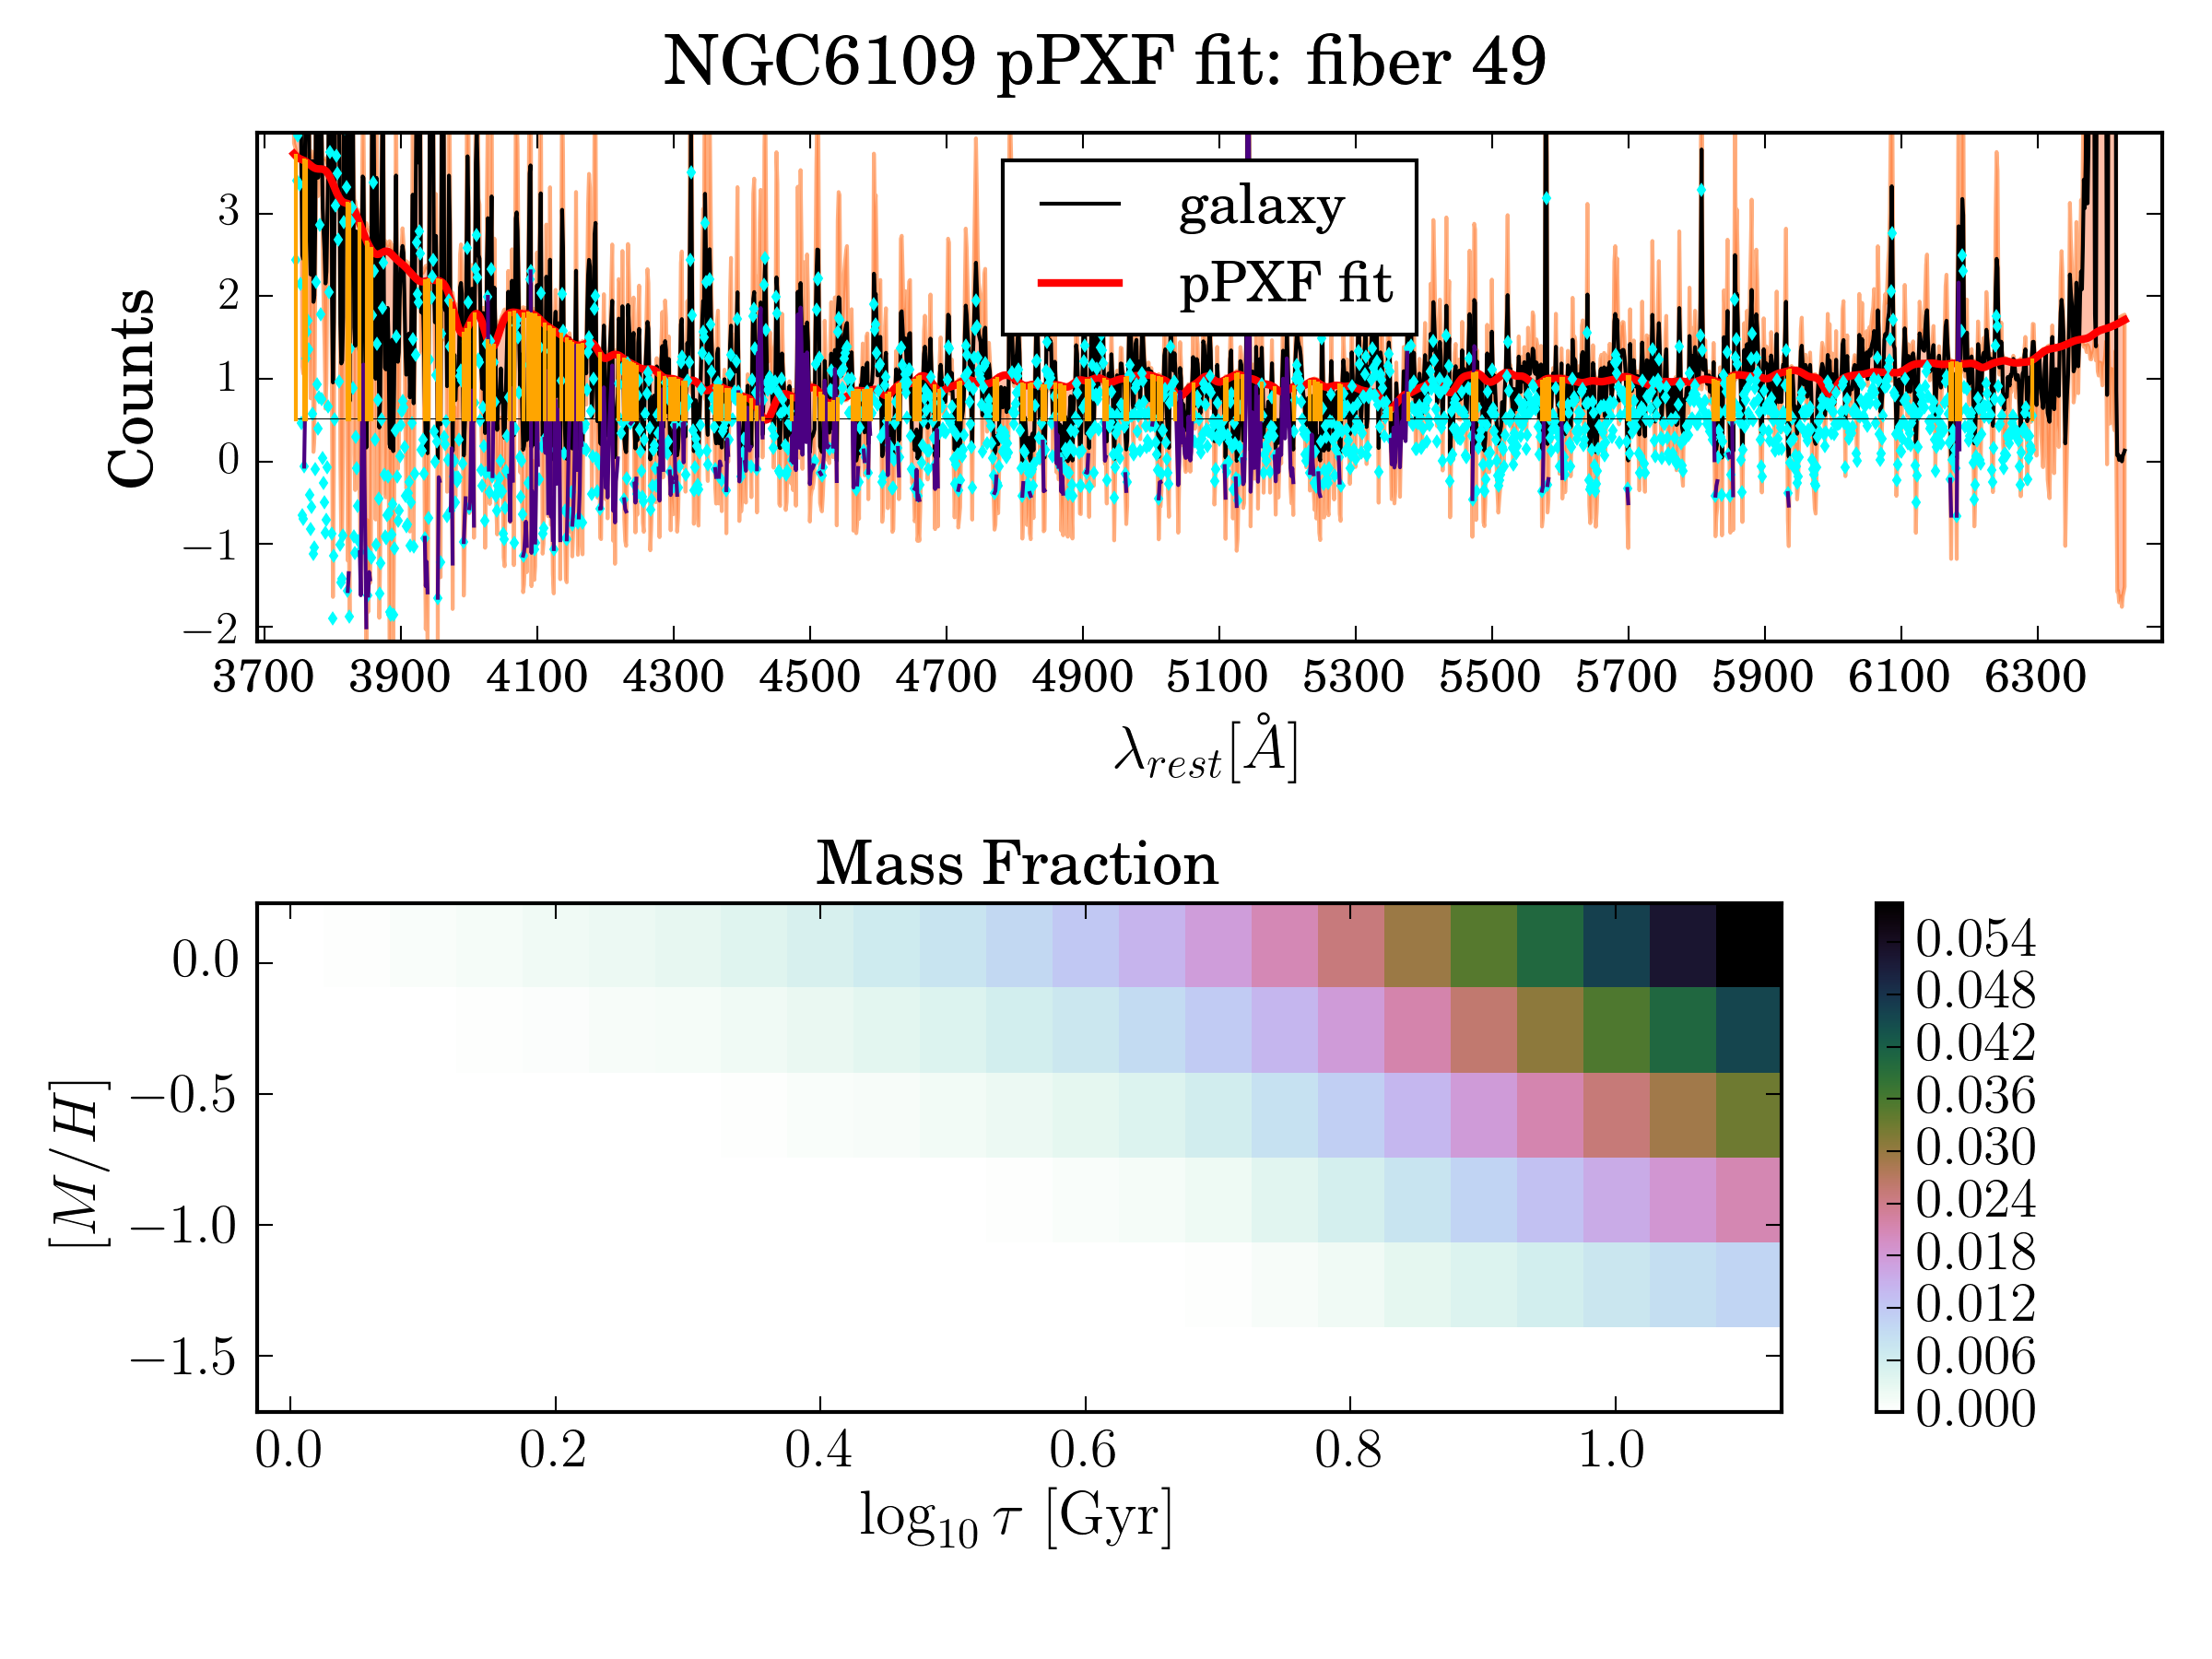 NGC6109 pPXF fit: fiber 49
Counts
3
2
1
0
−1
−2
galaxy
pPXF fit
3700 3900 4100 4300 4500 4700 4900 5100 5300 5500 5700 5900 6100 6300
λrest[Å]
Mass Fraction
[M/H]
0.0
−0.5
−1.0
−1.5
0.0 0.2 0.4 0.6 0.8 1.0
log10 τ [Gyr]
0.054
0.048
0.042
0.036
0.030
0.024
0.018
0.012
0.006
0.000